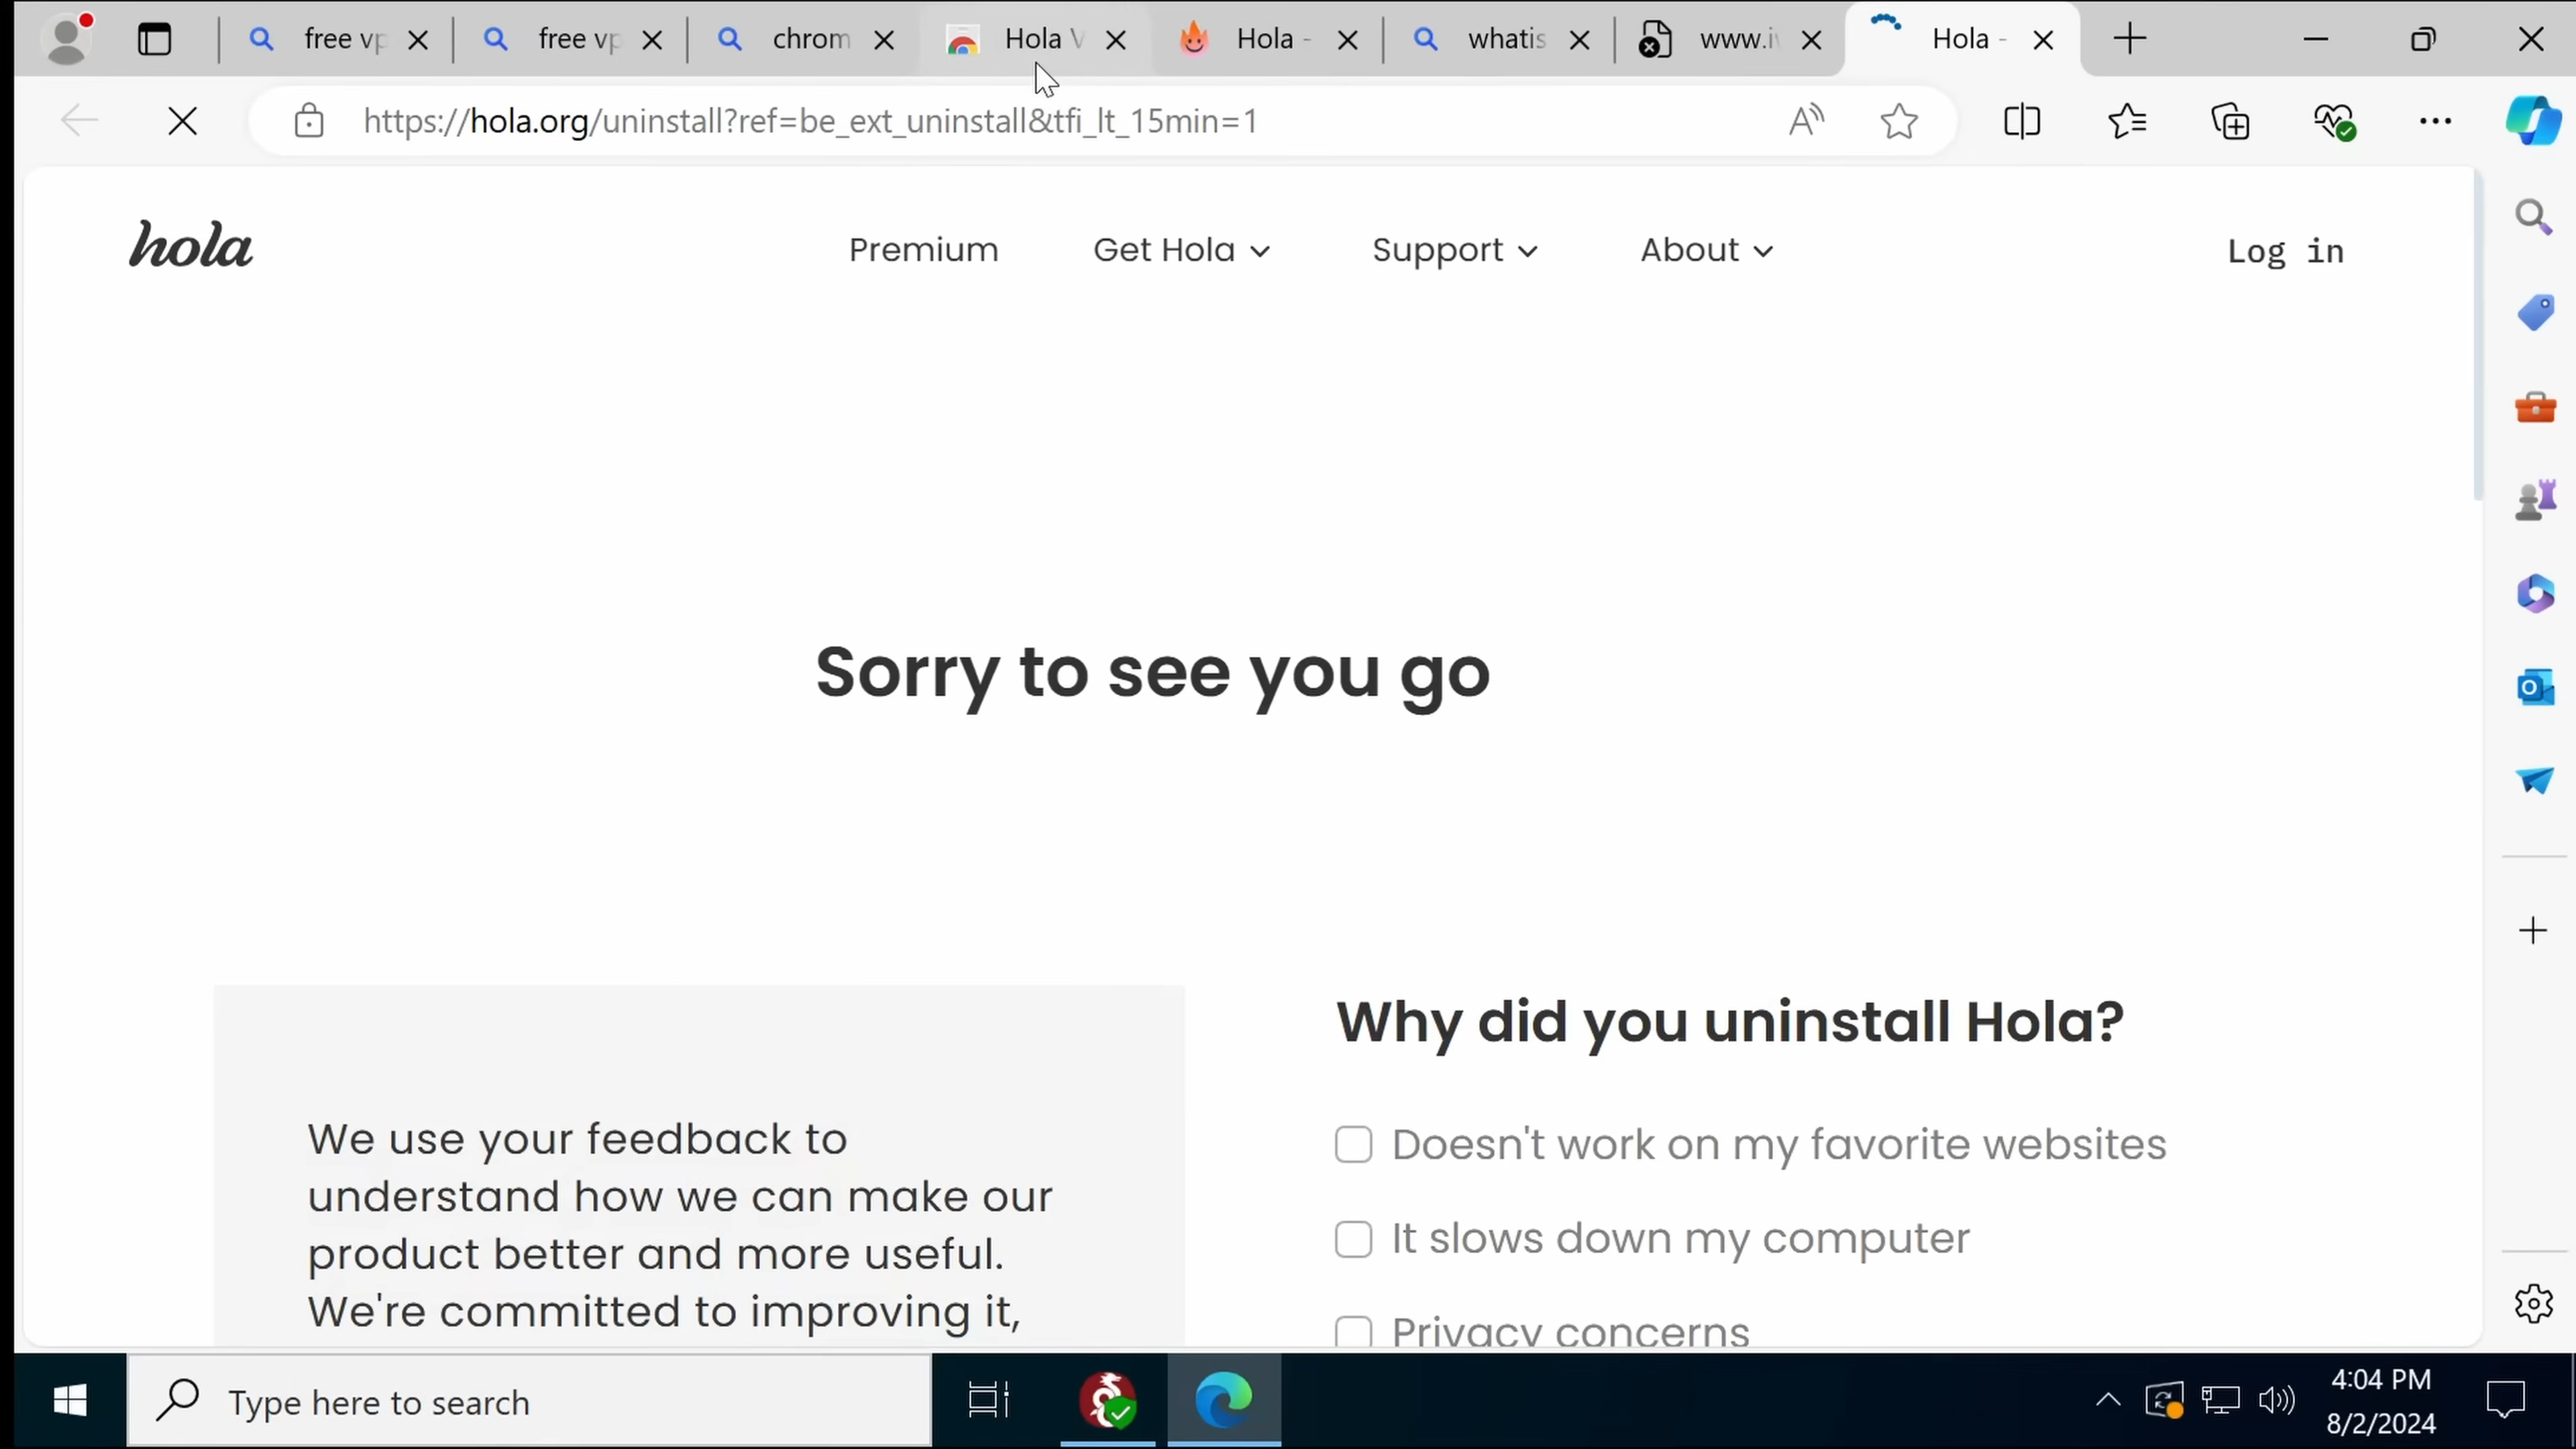 free vp
free vp
chrom
Hola V
Hola -
whatis
www.i
Hola -
https://hola.org/uninstall?ref=be_ext_uninstall&tfi_lt_15min=1
hola
Premium
Get Hola
Support
About
Log in
Sorry to see you go
We use your feedback to
understand how we can make our
product better and more useful.
We're committed to improving it,
Why did you uninstall Hola?
Doesn't work on my favorite websites
It slows down my computer
Privacy concerns
Type here to search
4:04 PM
8/2/2024